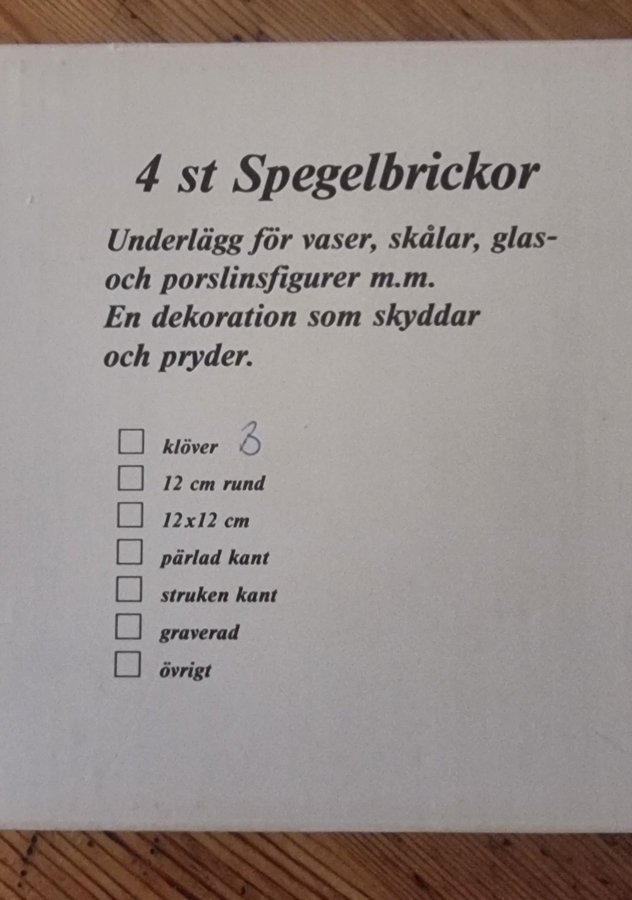 4 st Spegelbrickor
Underlägg för vaser, skålar, glas-
och porslinsfigurer m.m.
En dekoration som skyddar
och pryder.
klöver 3
12 cm rund
12x12 cm
pärlad kant
struken kant
graverad
övrigt